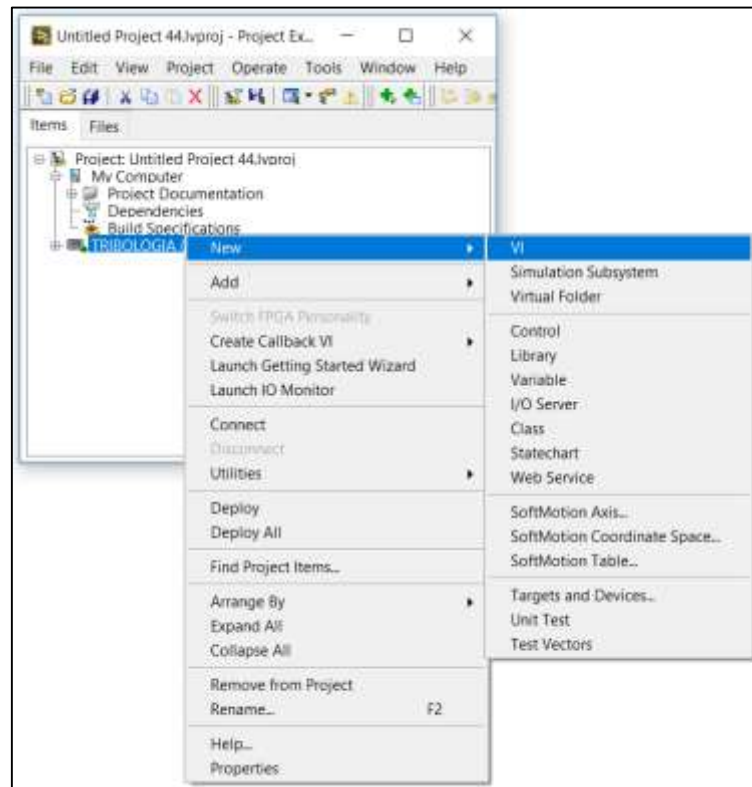 Untitled Project 44.lvproj - Project Ex...
File Edit View Project Operate Tools Window Help
Items Files
Project: Untitled Project 44.lvproj
My Computer
Project Documentation
Dependencies
Build Specifications
TRIBOLOGIA
New
Add
Switch FPGA Personality
Create Callback VI
Launch Getting Started Wizard
Launch IO Monitor
Connect
Disconnect
Utilities
Deploy
Deploy All
Find Project Items...
Arrange By
Expand All
Collapse All
Remove from Project
Rename... F2
Help...
Properties
VI
Simulation Subsystem
Virtual Folder
Control
Library
Variable
I/O Server
Class
Statechart
Web Service
SoftMotion Axis...
SoftMotion Coordinate Space...
SoftMotion Table...
Targets and Devices...
Unit Test
Test Vectors